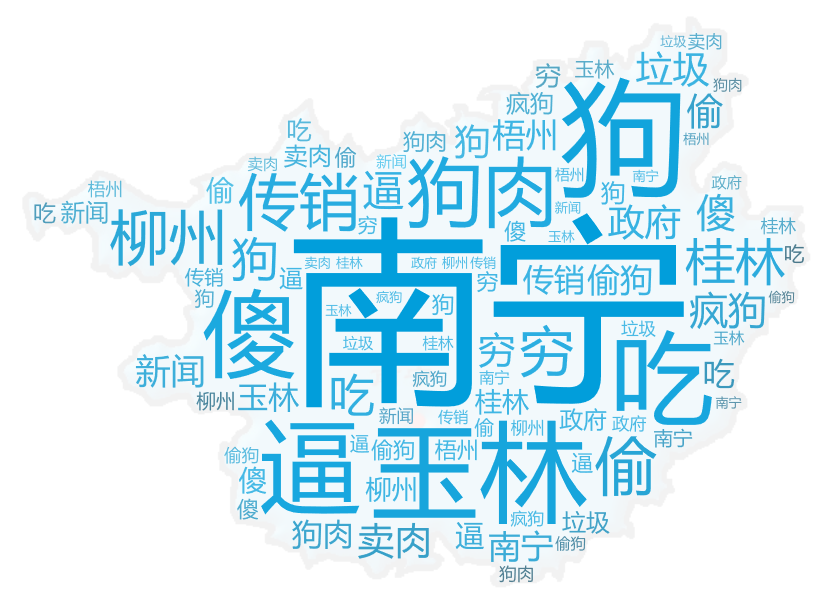 垃圾 卖肉
穷 玉林 垃圾 狗肉
疯狗 狗 偷
吃 狗肉 狗 梧州 梧州
卖肉 卖肉 偷 新闻 梧州 南宁 政府
梧州 偷 传销 逼 狗肉 狗 新闻 傻
吃 新闻 柳州 穷 傻 玉林 政府 桂林
狗 卖肉 桂林 政府 柳州 传销 桂林 吃
传销 逼 南宁 穷 传销 偷狗
狗 疯狗 狗 疯狗 偷狗
傻 玉林 垃圾 玉林
垃圾 桂林 穷 穷 吃
新闻 疯狗 南宁 吃
柳州 玉林 吃 桂林 南宁
新闻 传销 偷 柳州 政府 政府
逼 玉林 南宁
偷狗 逼 偷狗 梧州 逼 偷
傻 柳州
傻 疯狗 垃圾
狗肉 卖肉 逼 南宁 偷狗
狗肉